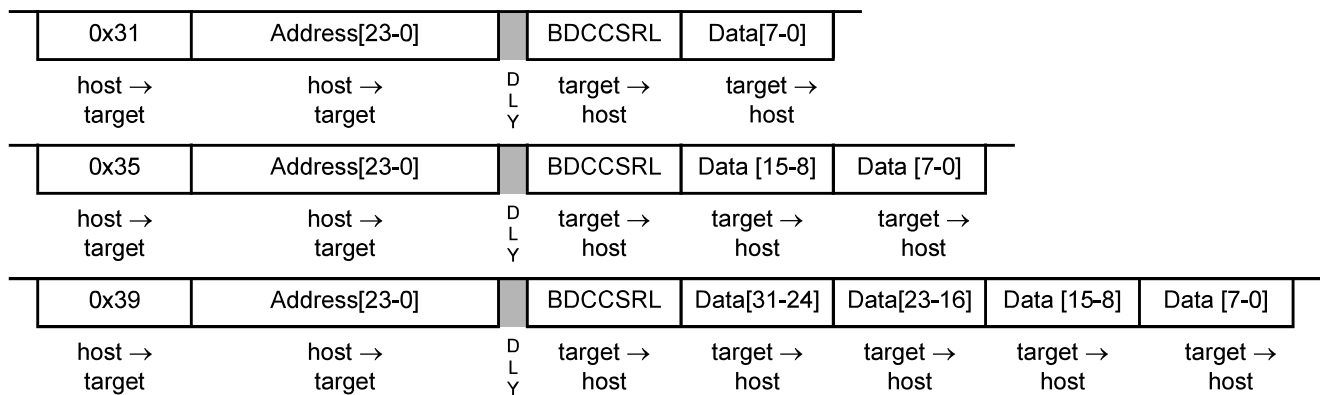 0x31 Address[23-0] BDCCSRL Data[7-0]
host → host → D target → target →
target target L host host
Y
0x35 Address[23-0] BDCCSRL Data [15-8] Data [7-0]
host → host → D target → target → target →
target target L host host host
Y
0x39 Address[23-0] BDCCSRL Data[31-24] Data[23-16] Data [15-8] Data [7-0]
host → host → D target → target → target → target → target →
target target L host host host host host
Y